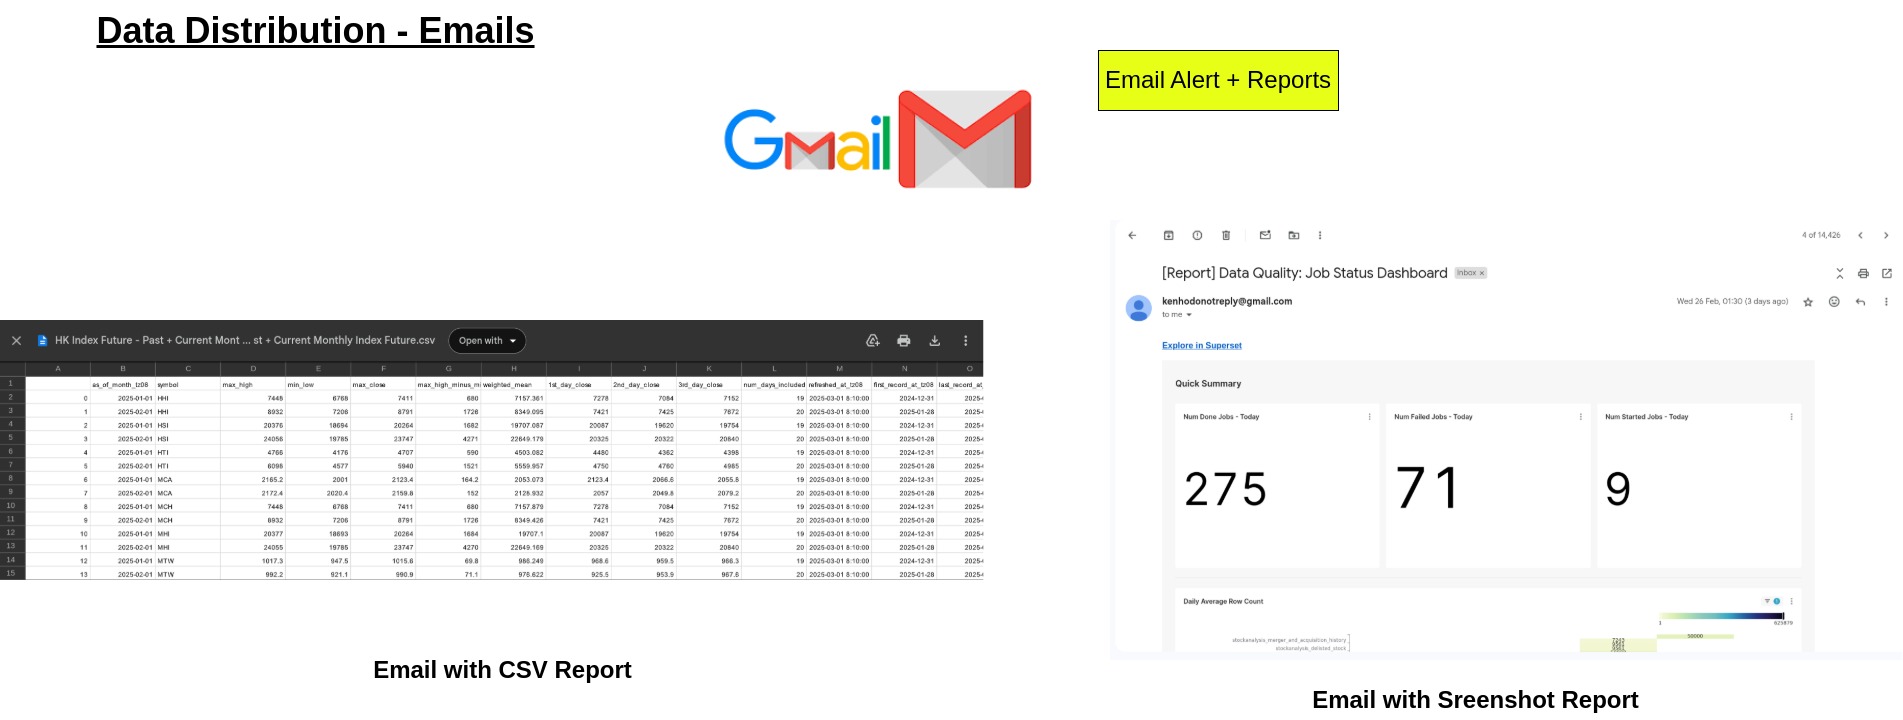 Data Distribution - Emails
Email Alert + Reports
Gmail
HK Index Future - Past + Current Mont ... st + Current Monthly Index Future.csv Open with
A B C D E F G H I J K L M N O
1 as_of_month_tz08 symbol max_high min_low max_close max_high_minus_mi weighted_mean 1st_day_close 2nd_day_close 3rd_day_close num_days_included refreshed_at_tz08 first_record_at_tz08 last_record_at_
2 0 2025-01-01 HHI 7448 6768 7411 680 7157.361 7278 7084 7152 19 2025-03-01 8:10:00 2024-12-31 2025-
3 1 2025-02-01 HHI 8932 7206 8791 1726 8349.095 7421 7425 7672 20 2025-03-01 8:10:00 2025-01-28 2025-
4 2 2025-01-01 HSI 20376 18694 20264 1682 19707.087 20087 19620 19754 19 2025-03-01 8:10:00 2024-12-31 2025-
5 3 2025-02-01 HSI 24056 19785 23747 4271 22649.179 20325 20322 20840 20 2025-03-01 8:10:00 2025-01-28 2025-
6 4 2025-01-01 HTI 4766 4176 4707 590 4503.082 4480 4362 4398 19 2025-03-01 8:10:00 2024-12-31 2025-
7 5 2025-02-01 HTI 6098 4577 5940 1521 5559.957 4750 4760 4985 20 2025-03-01 8:10:00 2025-01-28 2025-
8 6 2025-01-01 MCA 2165.2 2001 2123.4 164.2 2053.073 2123.4 2066.6 2055.8 19 2025-03-01 8:10:00 2024-12-31 2025-
9 7 2025-02-01 MCA 2172.4 2020.4 2159.8 152 2128.932 2057 2049.8 2079.2 20 2025-03-01 8:10:00 2025-01-28 2025-
10 8 2025-01-01 MCH 7448 6768 7411 680 7157.879 7278 7084 7152 19 2025-03-01 8:10:00 2024-12-31 2025-
11 9 2025-02-01 MCH 8932 7206 8791 1726 8349.426 7421 7425 7672 20 2025-03-01 8:10:00 2025-01-28 2025-
12 10 2025-01-01 MHI 20377 18693 20264 1684 19707.1 20087 19620 19754 19 2025-03-01 8:10:00 2024-12-31 2025-
13 11 2025-02-01 MHI 24055 19785 23747 4270 22649.169 20325 20322 20840 20 2025-03-01 8:10:00 2025-01-28 2025-
14 12 2025-01-01 MTW 1017.3 947.5 1015.6 69.8 986.249 968.6 959.5 966.3 19 2025-03-01 8:10:00 2024-12-31 2025-
15 13 2025-02-01 MTW 992.2 921.1 990.9 71.1 976.622 925.5 953.9 967.6 20 2025-03-01 8:10:00 2025-01-28 2025-
Email with CSV Report
4 of 14,426
[Report] Data Quality: Job Status Dashboard Inbox x
kenhodonotreply@gmail.com Wed 26 Feb, 01:30 (3 days ago)
to me
Explore in Superset
Quick Summary
Num Done Jobs - Today Num Failed Jobs - Today Num Started Jobs - Today
275 71 9
Daily Average Row Count
1 625879
stockanalysis_merger_and_acquisition_history
50000
stockanalysis_delisted_stock
Email with Sreenshot Report